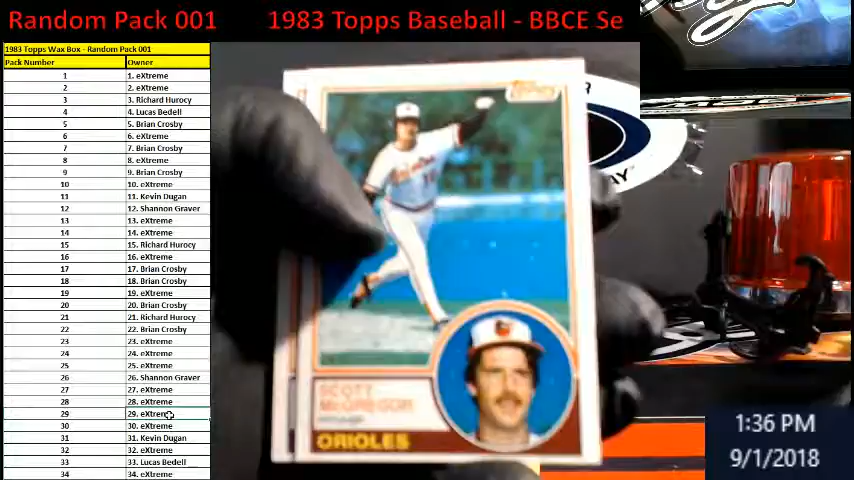 Random Pack 001
1983 Topps Baseball - BBCE Se
1983 Topps Wax Box - Random Pack 001
Pack Number Owner
1 1. eXtreme
2 2. eXtreme
3 3. Richard Hurocy
4 4. Lucas Bedell
5 5. Brian Crosby
6 6. eXtreme
7 7. Brian Crosby
8 8. eXtreme
9 9. Brian Crosby
10 10. eXtreme
11 11. Kevin Dugan
12 12. Shannon Graver
13 13. eXtreme
14 14. eXtreme
15 15. Richard Hurocy
16 16. eXtreme
17 17. Brian Crosby
18 18. Brian Crosby
19 19. eXtreme
20 20. Brian Crosby
21 21. Richard Hurocy
22 22. Brian Crosby
23 23. eXtreme
24 24. eXtreme
25 25. eXtreme
26 26. Shannon Graver
27 27. eXtreme
28 28. eXtreme
29 29. eXtreme
30 30. eXtreme
31 31. Kevin Dugan
32 32. eXtreme
33 33. Lucas Bedell
34 34. eXtreme
Topps
SCOTT
McGREGOR
ORIOLES
1:36 PM
9/1/2018